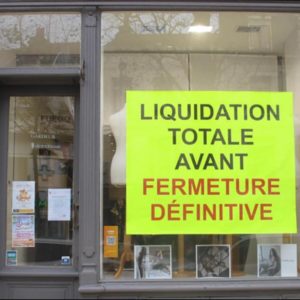 LIQUIDATION
TOTALE
AVANT
FERMETURE
DÉFINITIVE